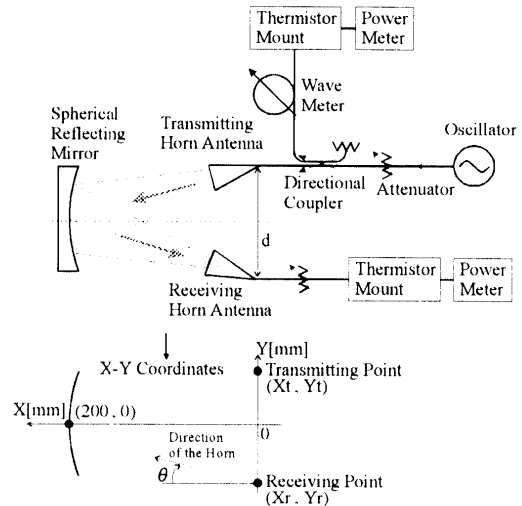 Thermistor
Mount
Power
Meter
Wave
Meter
Spherical
Reflecting
Mirror
Transmitting
Horn Antenna
Oscillator
Directional
Coupler
Attenuator
d
Receiving
Horn Antenna
Thermistor
Mount
Power
Meter
X-Y Coordinates
Y[mm]
Transmitting Point
(Xt , Yt)
X[mm]
(200 , 0)
0
Direction
of the Horn
θ
Receiving Point
(Xr , Yr)